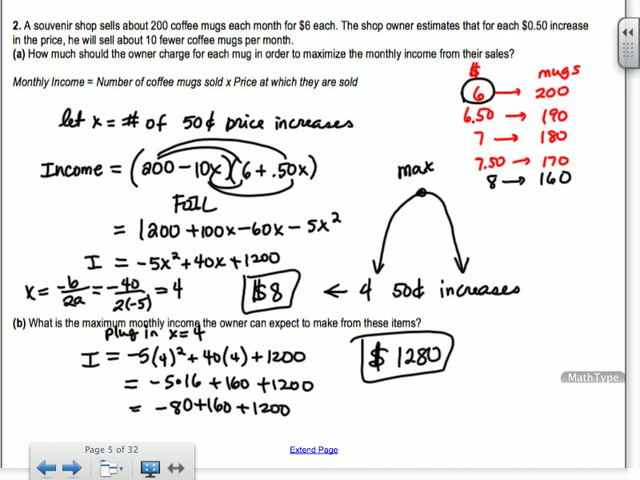 2. A souvenir shop sells about 200 coffee mugs each month for $6 each. The shop owner estimates that for each $0.50 increase
in the price, he will sell about 10 fewer coffee mugs per month.
(a) How much should the owner charge for each mug in order to maximize the monthly income from their sales?
$ mugs
Monthly Income = Number of coffee mugs sold x Price at which they are sold
6 → 200
6.50 → 190
7 → 180
7.50 → 170
8 → 160
let x = # of 50¢ price increases
Income = (200 - 10x)(6 + .50x)
max
FOIL
= 1200 + 100x - 60x - 5x²
I = -5x² + 40x + 1200
x = -b/2a = -40/2(-5) = 4 $8 ← 4 50¢ increases
(b) What is the maximum monthly income the owner can expect to make from these items?
plug in x = 4
I = -5(4)² + 40(4) + 1200 $1280
= -5•16 + 160 + 1200
= -80 + 160 + 1200
MathType
Page 5 of 32
Extend Page